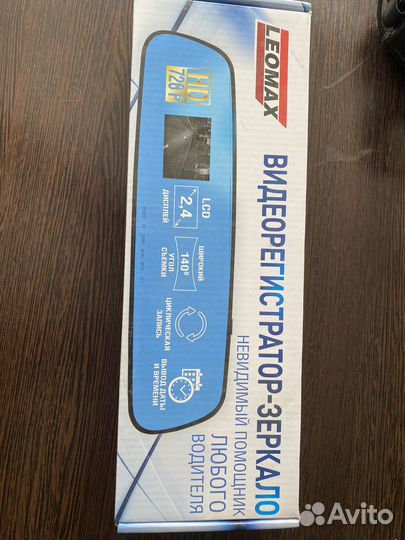 LEOMAX
ВИДЕОРЕГИСТРАТОР-ЗЕРКАЛО
НЕВИДИМЫЙ ПОМОЩНИК
ЛЮБОГО
ВОДИТЕЛЯ
HD
720P
LCD
2,4
ДИСПЛЕЙ
ШИРОКИЙ
140°
УГОЛ
СЪЕМКИ
ЦИКЛИЧЕСКАЯ
ЗАПИСЬ
ВЫВОД ДАТЫ
И ВРЕМЕНИ
Avito